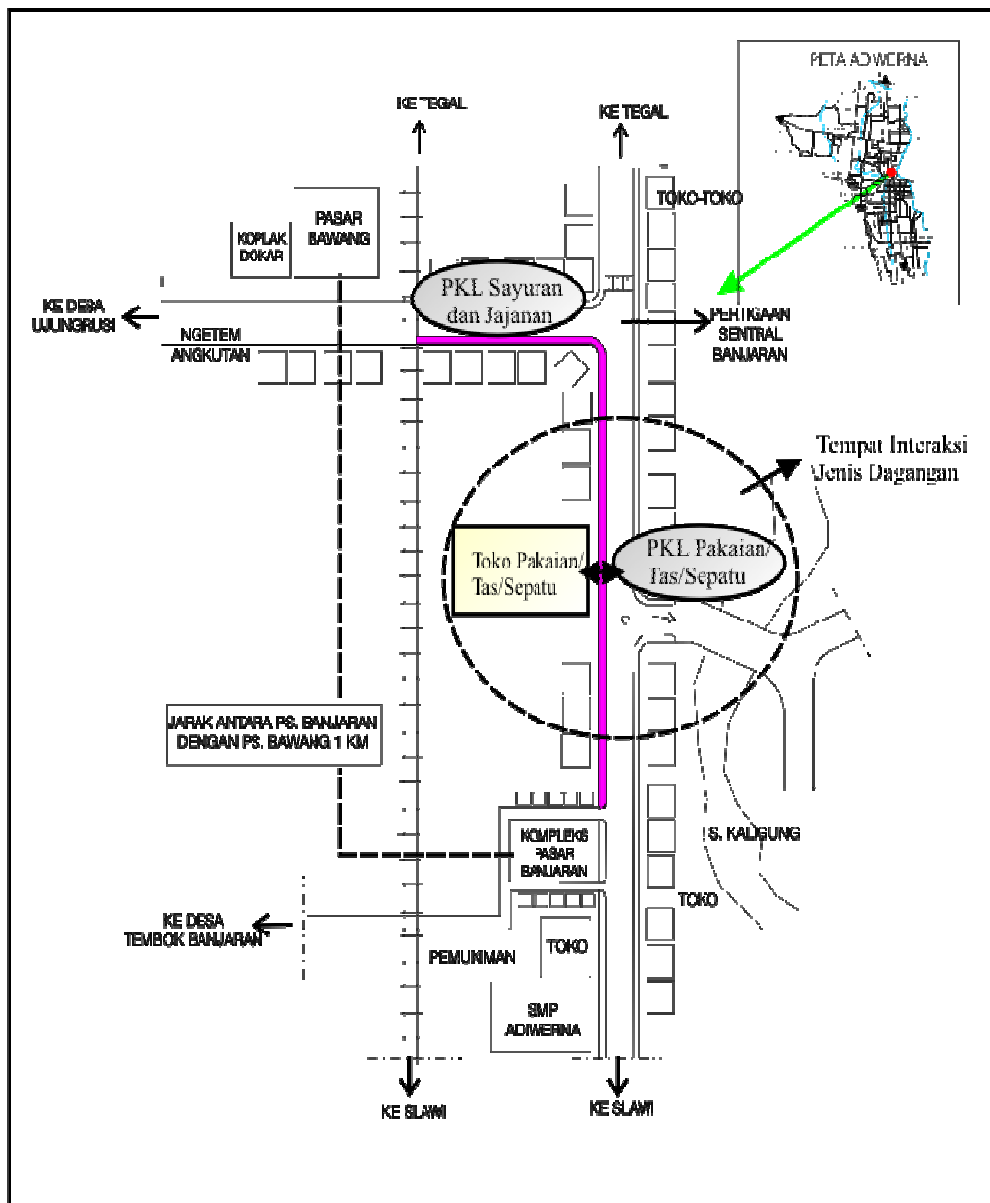 PETA ADIWERNA
KE TEGAL
KE TEGAL
TOKO-TOKO
PASAR
BAWANG
KOPLAK
DOKAR
PKL Sayuran
dan Jajanan
KE DESA
UJUNGRUSI
NGETEM
ANGKUTAN
PERTIGAAN
SENTRAL
BANJARAN
Tempat Interaksi
Jenis Dagangan
Toko Pakaian/
Tas/Sepatu
PKL Pakaian/
Tas/Sepatu
JARAK ANTARA PS. BANJARAN
DENGAN PS. BAWANG 1 KM
KOMPLEKS
PASAR
BANJARAN
S. KALIGUNG
TOKO
KE DESA
TEMBOK BANJARAN
PEMUKIMAN
TOKO
SMP
ADIWERNA
KE SLAWI
KE SLAWI